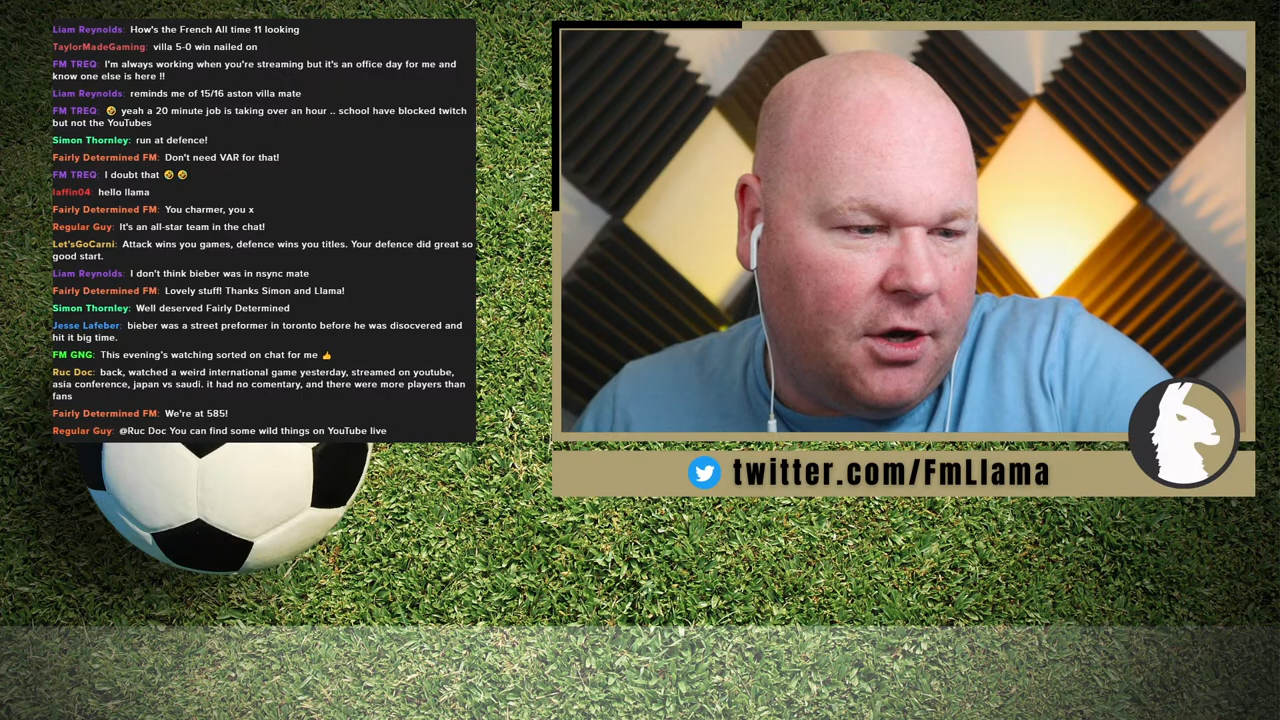 Liam Reynolds: How's the French All time 11 looking
TaylorMadeGaming: villa 5-0 win nailed on
FM TREQ: I'm always working when you're streaming but it's an office day for me and
know one else is here !!
Liam Reynolds: reminds me of 15/16 aston villa mate
FM TREQ: 🤣 yeah a 20 minute job is taking over an hour .. school have blocked twitch
but not the YouTubes
Simon Thornley: run at defence!
Fairly Determined FM: Don't need VAR for that!
FM TREQ: I doubt that 🤣 🤣
laffin04: hello llama
Fairly Determined FM: You charmer, you x
Regular Guy: It's an all-star team in the chat!
Let'sGoCarni: Attack wins you games, defence wins you titles. Your defence did great so
good start.
Liam Reynolds: I don't think bieber was in nsync mate
Fairly Determined FM: Lovely stuff! Thanks Simon and Llama!
Simon Thornley: Well deserved Fairly Determined
Jesse Lafeber: bieber was a street preformer in toronto before he was disocvered and
hit it big time.
FM GNG: This evening's watching sorted on chat for me 👍
Ruc Doc: back, watched a weird international game yesterday, streamed on youtube,
asia conference, japan vs saudi. it had no comentary, and there were more players than
fans
Fairly Determined FM: We're at 585!
Regular Guy: @Ruc Doc You can find some wild things on YouTube live
twitter.com/FmLlama